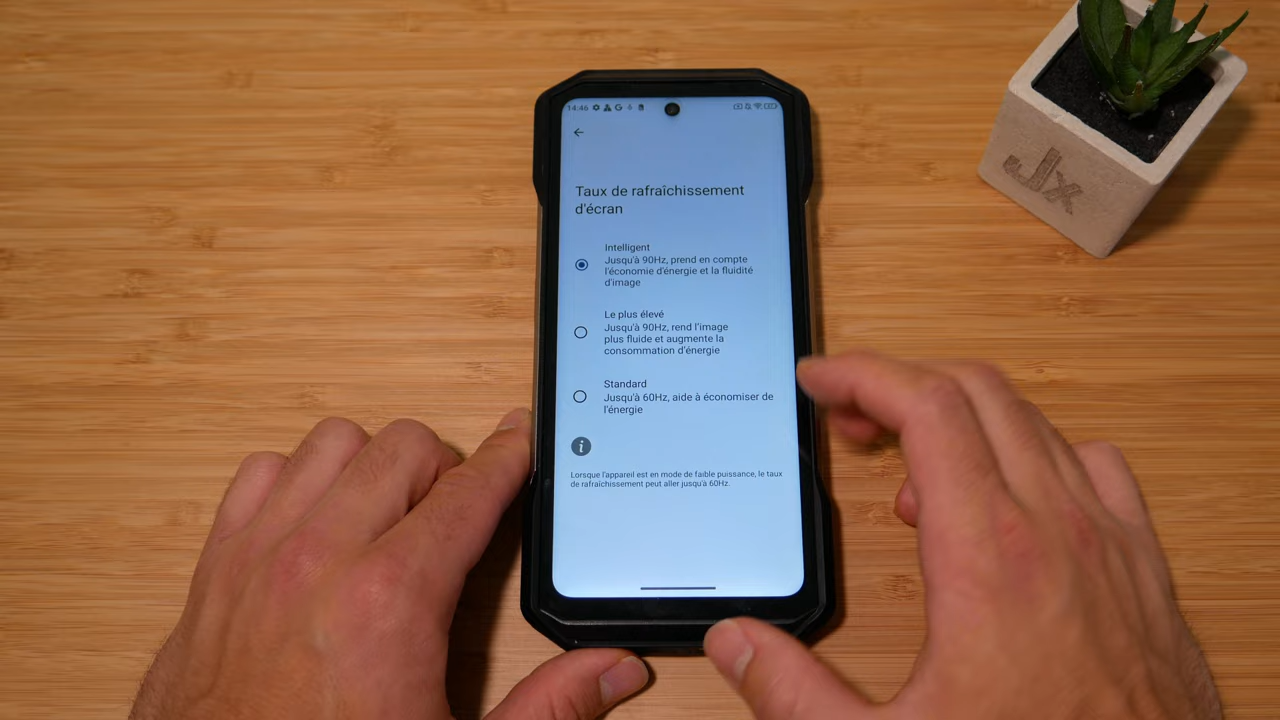 14:46
Taux de rafraîchissement
d'écran
Intelligent
Jusqu'à 90Hz, prend en compte
l'économie d'énergie et la fluidité
d'image
Le plus élevé
Jusqu'à 90Hz, rend l'image
plus fluide et augmente la
consommation d'énergie
Standard
Jusqu'à 60Hz, aide à économiser de
l'énergie
Lorsque l'appareil est en mode de faible puissance, le taux
de rafraîchissement peut aller jusqu'à 60Hz.
Jx